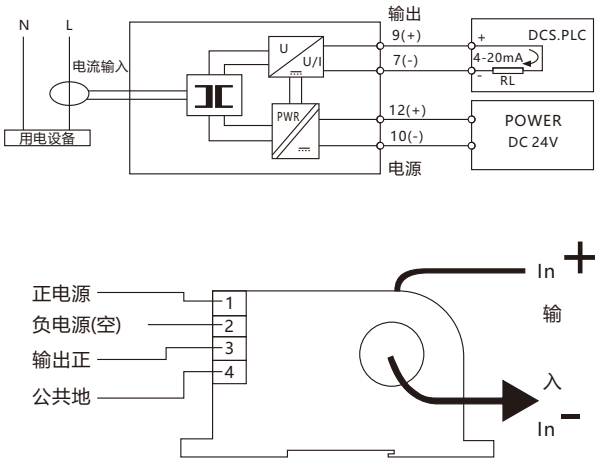 输出
N L 9(+) + DCS.PLC
U
电流输入 U/I 7(-) 4-20mA
- RL
PWR 12(+) POWER
用电设备 10(-) DC 24V
电源
In +
正电源 1
输
负电源(空) 2
输出正 3
公共地 4
入
In -